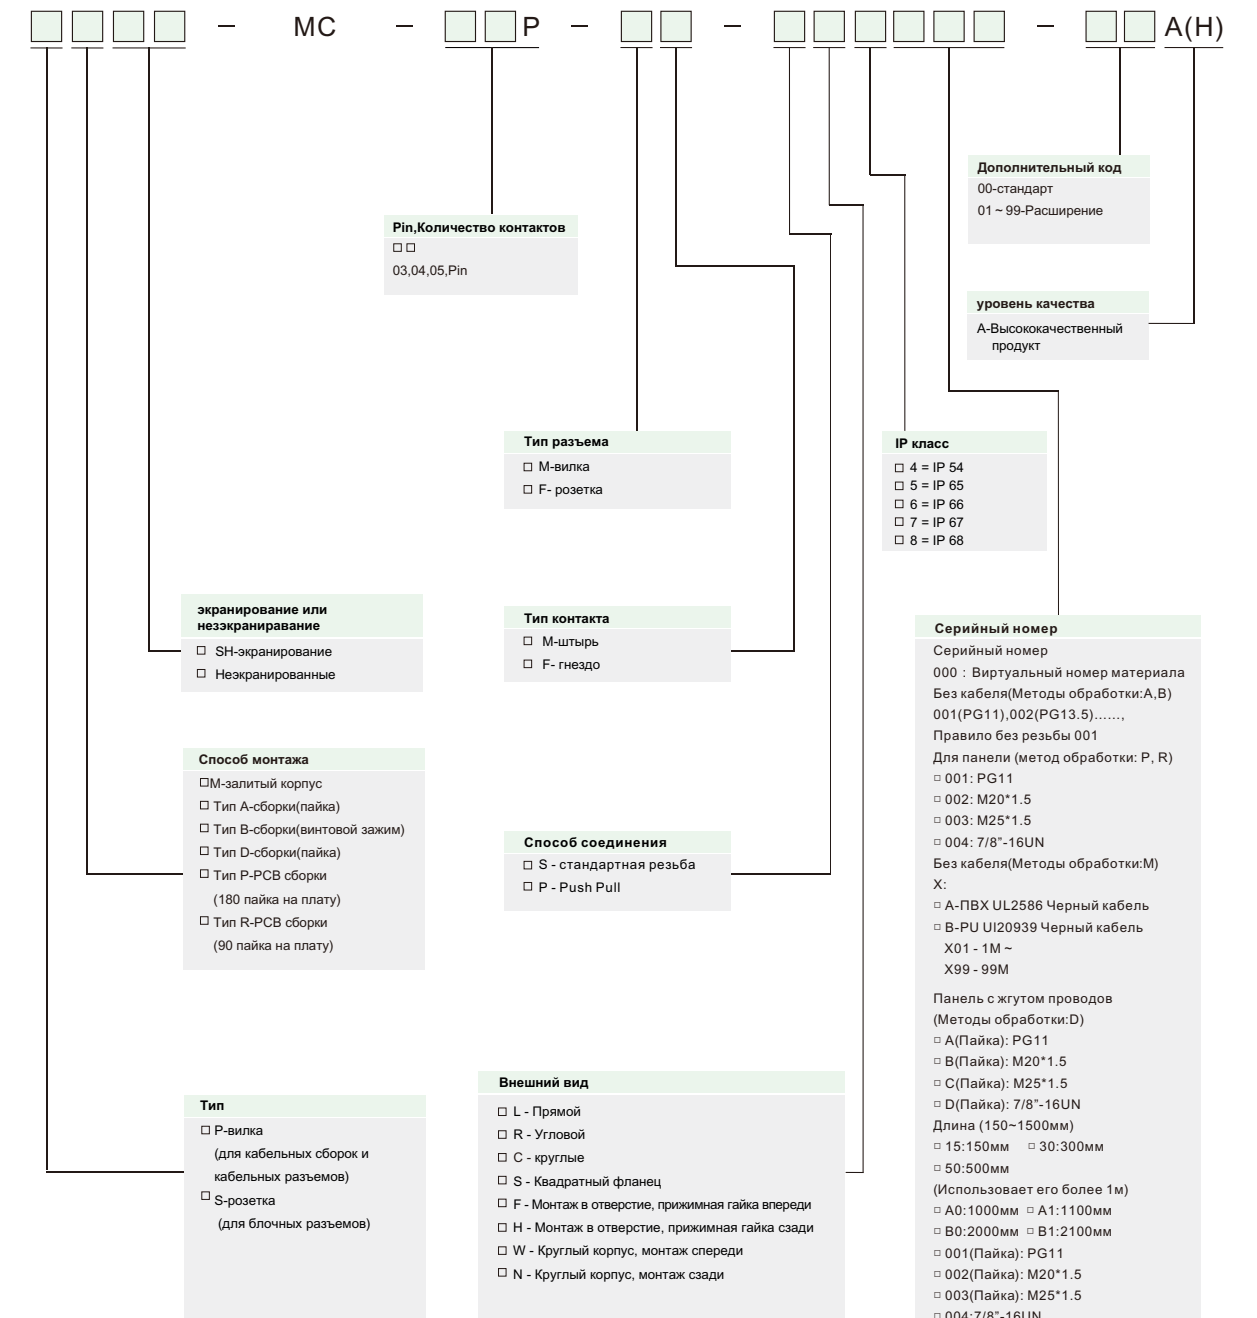 — MC — P — — — A(H)
Дополнительный код
00-стандарт
01 ~ 99-Расширение
Pin,Количество контактов
03,04,05,Pin
уровень качества
А-Высококачественный
продукт
Тип разъема
М-вилка
F- розетка
IP класс
4 = IP 54
5 = IP 65
6 = IP 66
7 = IP 67
8 = IP 68
экранирование или
незэкраниравание
SH-экранирование
Неэкранированные
Тип контакта
М-штырь
F- гнездо
Способ монтажа
М-залитый корпус
Тип А-сборки(пайка)
Тип В-сборки(винтовой зажим)
Тип D-сборки(пайка)
Тип P-PCB сборки
(180 пайка на плату)
Тип R-PCB сборки
(90 пайка на плату)
Способ соединения
S - стандартная резьба
P - Push Pull
Тип
Р-вилка
(для кабельных сборок и
кабельных разъемов)
S-розетка
(для блочных разъемов)
Внешний вид
L - Прямой
R - Угловой
C - круглые
S - Квадратный фланец
F - Монтаж в отверстие, прижимная гайка впереди
H - Монтаж в отверстие, прижимная гайка сзади
W - Круглый корпус, монтаж спереди
N - Круглый корпус, монтаж сзади
Серийный номер
Серийный номер
000 : Виртуальный номер материала
Без кабеля(Методы обработки:А,В)
001(PG11),002(PG13.5)……,
Правило без резьбы 001
Для панели (метод обработки: P, R)
001: PG11
002: M20*1.5
003: M25*1.5
004: 7/8”-16UN
Без кабеля(Методы обработки:М)
X:
А-ПВХ UL2586 Черный кабель
B-PU UI20939 Черный кабель
X01 - 1M ~
X99 - 99M
Панель с жгутом проводов
(Методы обработки:D)
А(Пайка): PG11
В(Пайка): M20*1.5
С(Пайка): M25*1.5
D(Пайка): 7/8”-16UN
Длина (150~1500мм)
15:150мм 30:300мм
50:500мм
(Использовает его более 1м)
А0:1000мм А1:1100мм
В0:2000мм В1:2100мм
001(Пайка): PG11
002(Пайка): M20*1.5
003(Пайка): M25*1.5
004:7/8”-16UN